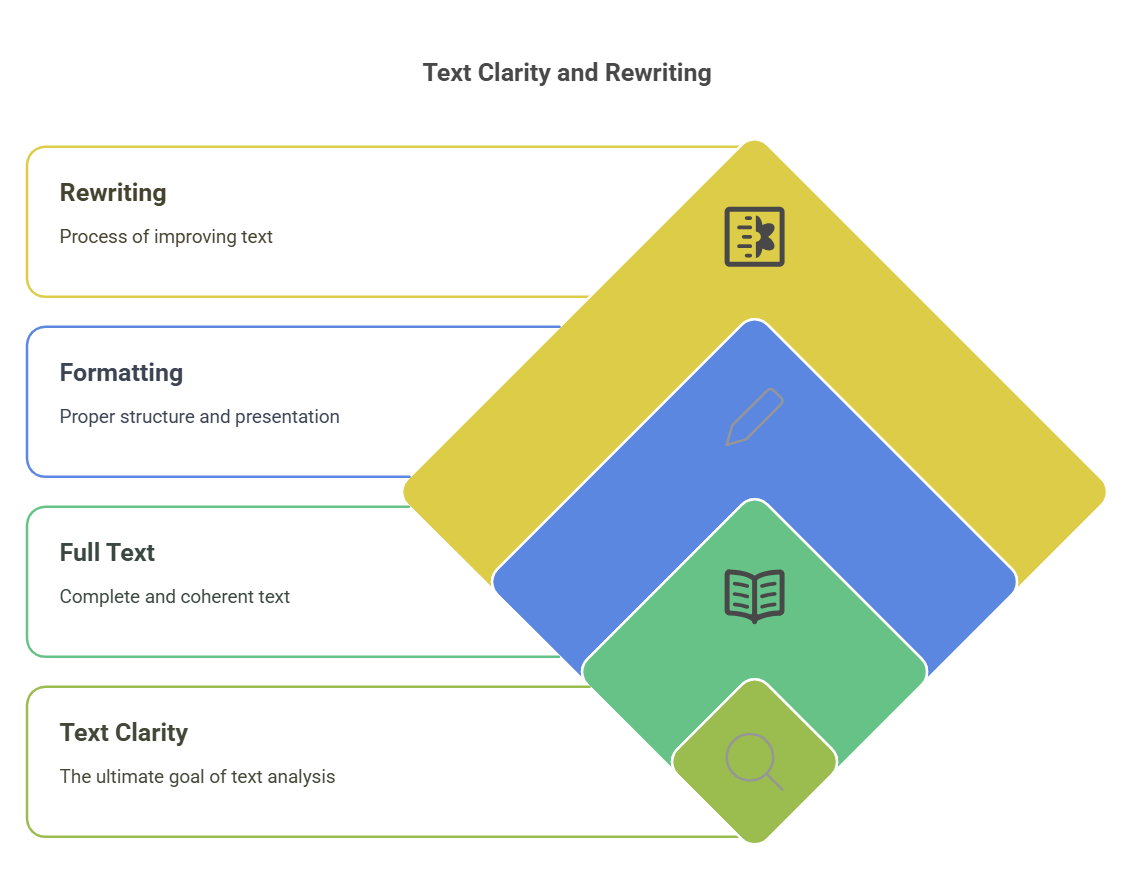 Text Clarity and Rewriting
Rewriting
Process of improving text
Formatting
Proper structure and presentation
Full Text
Complete and coherent text
Text Clarity
The ultimate goal of text analysis